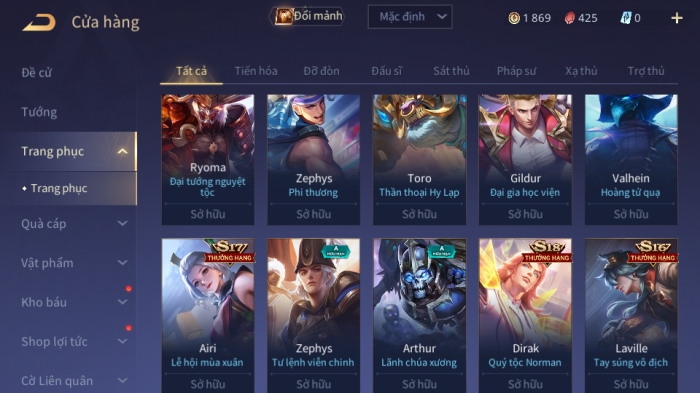 Cửa hàng
Đổi mảnh
Mặc định
1 869
425
0
Đề cử
Tướng
Trang phục
Trang phục
Quà cáp
Vật phẩm
Kho báu
Shop lợi tức
Cờ Liên quân
Tất cả
Tiến hóa
Đỡ đòn
Đấu sĩ
Sát thủ
Pháp sư
Xạ thủ
Trợ thủ
Ryoma
Đại tướng nguyệt
tộc
Sở hữu
Zephys
Phi thương
Sở hữu
Toro
Thần thoại Hy Lạp
Sở hữu
Gildur
Đại gia học viện
Sở hữu
Valhein
Hoàng tử quạ
Sở hữu
S17
THƯỞNG HẠNG
Airi
Lễ hội mùa xuân
Sở hữu
A
HỮU HẠN
Zephys
Tư lệnh viễn chinh
Sở hữu
A
HỮU HẠN
Arthur
Lãnh chúa xương
Sở hữu
S18
THƯỞNG HẠNG
Dirak
Quý tộc Norman
Sở hữu
S16
THƯỞNG HẠNG
Laville
Tay súng vô địch
Sở hữu